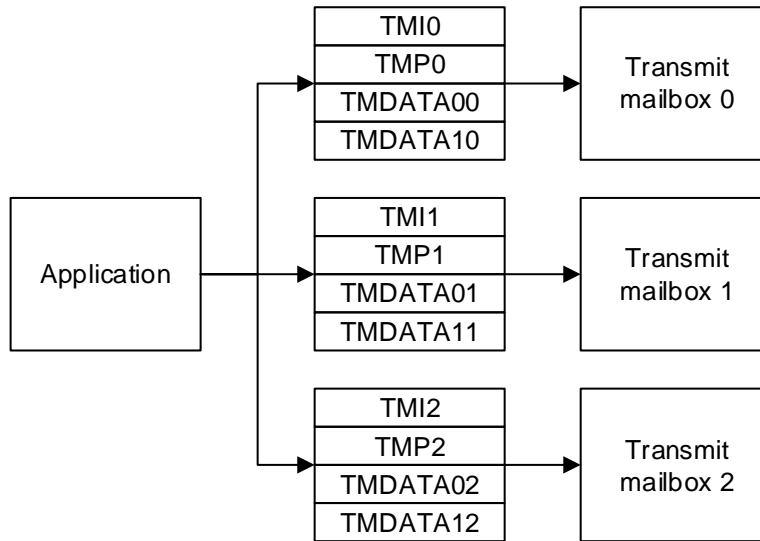 TMI0
TMP0
TMDATA00
TMDATA10
Transmit
mailbox 0
Application
TMI1
TMP1
TMDATA01
TMDATA11
Transmit
mailbox 1
TMI2
TMP2
TMDATA02
TMDATA12
Transmit
mailbox 2